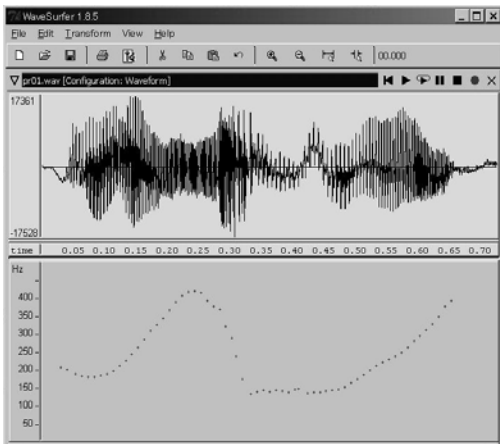 WaveSurfer 1.8.5
File Edit Transform View Help
00.000
pr01.wav [Configuration: Waveform]
17361
-17528
time 0.05 0.10 0.15 0.20 0.25 0.30 0.35 0.40 0.45 0.50 0.55 0.60 0.65 0.70
Hz
400
350
300
250
200
150
100
50